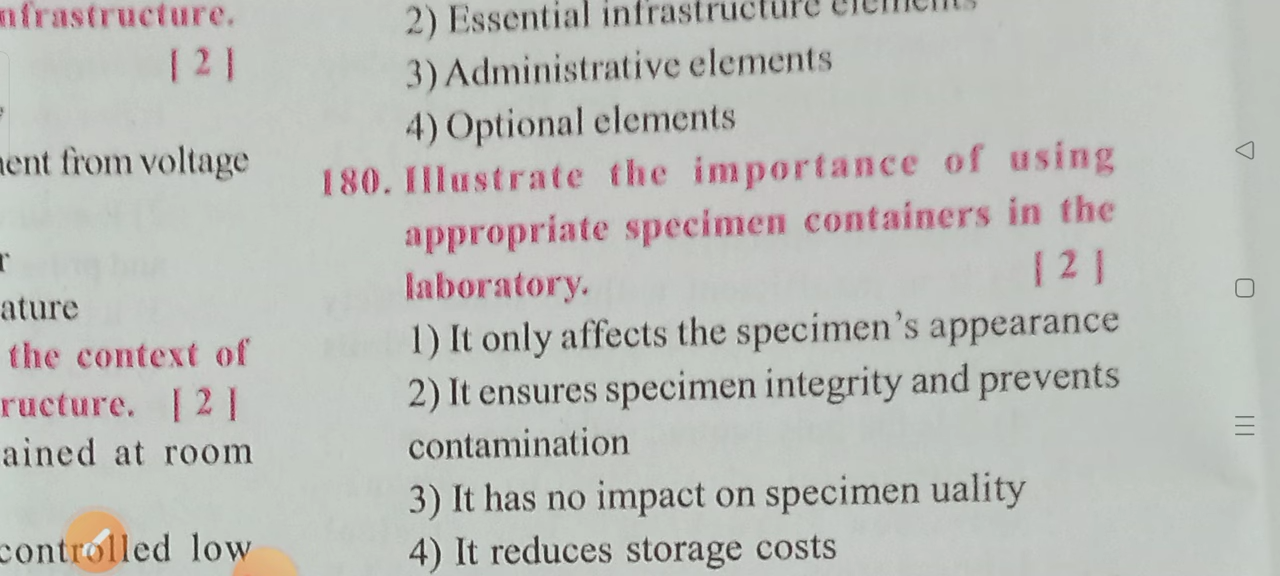 nfrastructure.
[ 2 ]
ent from voltage
ature
the context of
ructure. [ 2 ]
ained at room
controlled low
2) Essential infrastructure elements
3) Administrative elements
4) Optional elements
180. Illustrate the importance of using
appropriate specimen containers in the
laboratory. [ 2 ]
1) It only affects the specimen's appearance
2) It ensures specimen integrity and prevents
contamination
3) It has no impact on specimen uality
4) It reduces storage costs